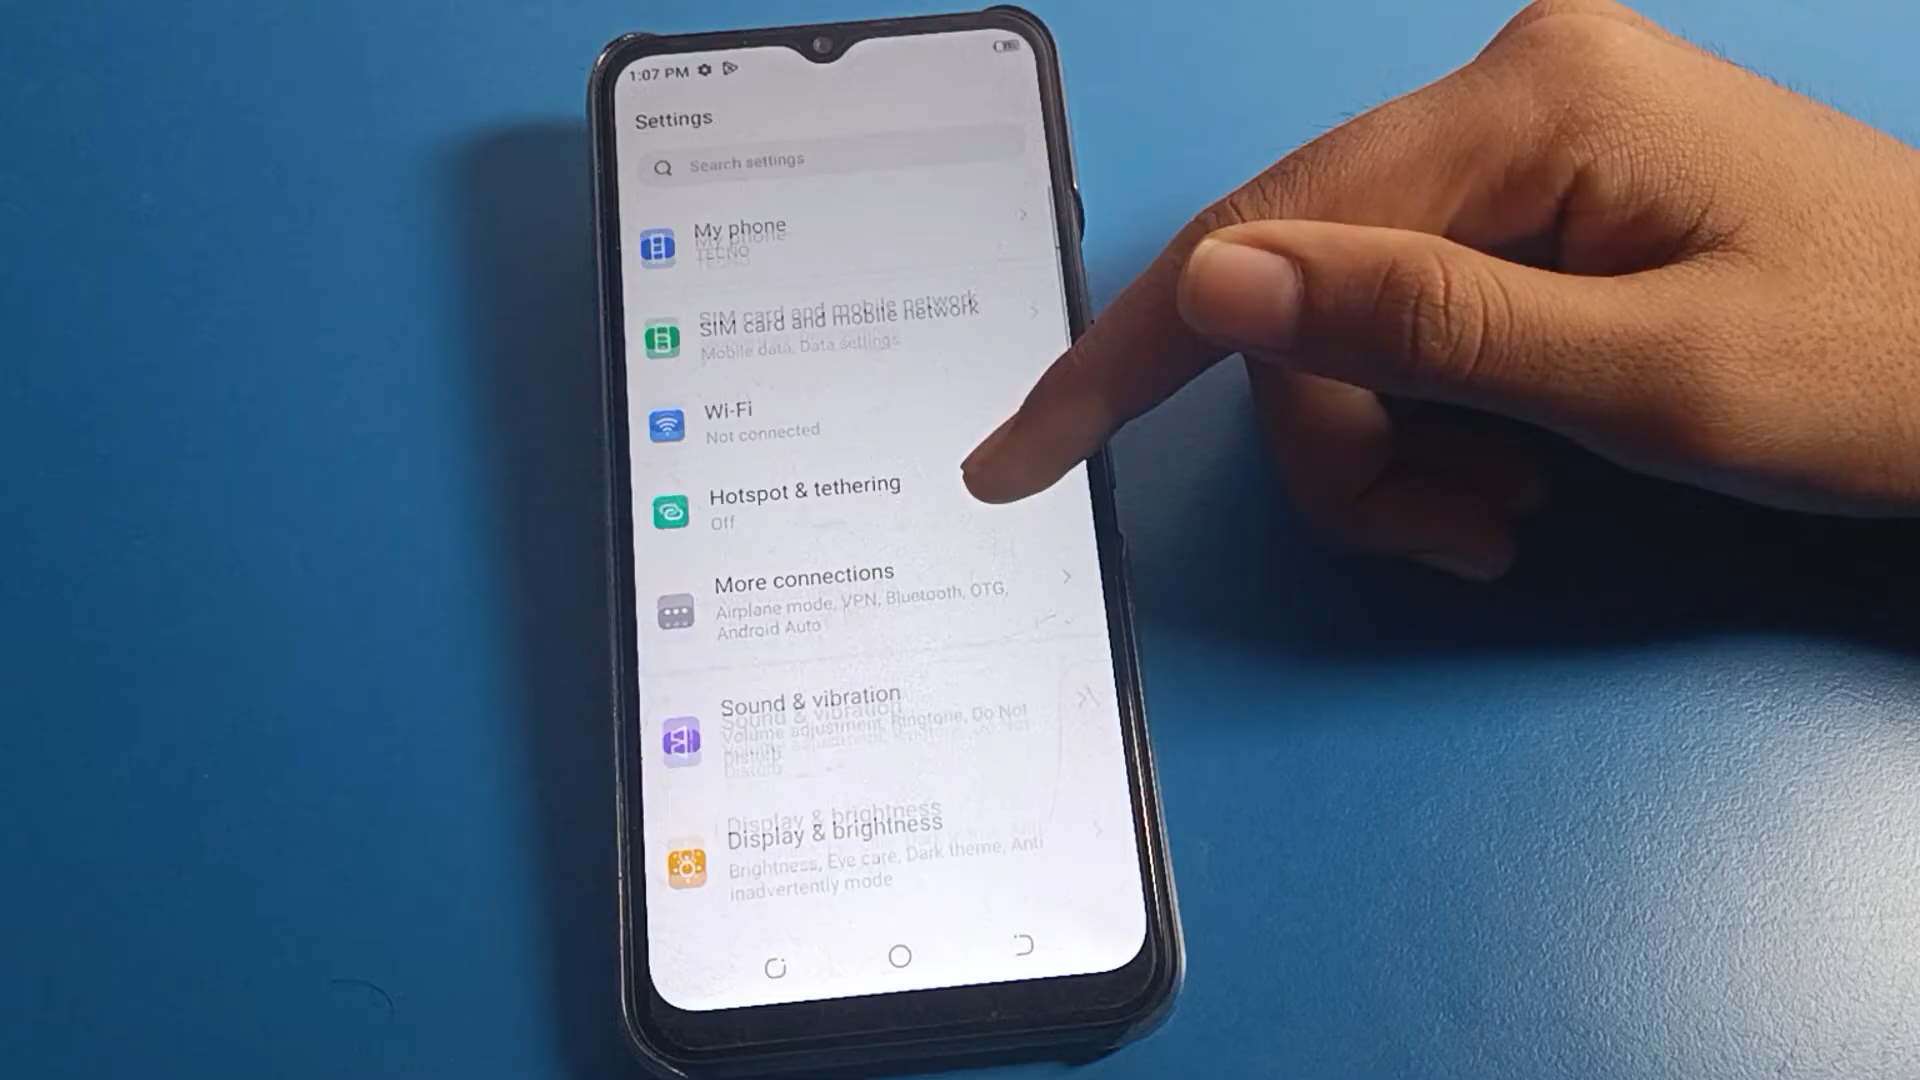 1:07 PM
Settings
Search settings
My phone
TECNO
SIM card and mobile network
Mobile data, Data settings
Wi-Fi
Not connected
Hotspot & tethering
Off
More connections
Airplane mode, VPN, Bluetooth, OTG,
Android Auto
Sound & vibration
Volume adjustment, Ringtone, Do Not
Disturb
Display & brightness
Brightness, Eye care, Dark theme, Anti
inadvertently mode